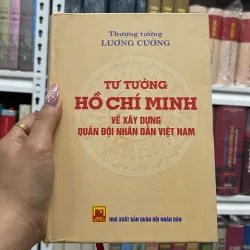 Thượng tướng
LƯƠNG CƯỜNG
TƯ TƯỞNG
HỒ CHÍ MINH
VỀ XÂY DỰNG
QUÂN ĐỘI NHÂN DÂN VIỆT NAM
NHÀ XUẤT BẢN QUÂN ĐỘI NHÂN DÂN